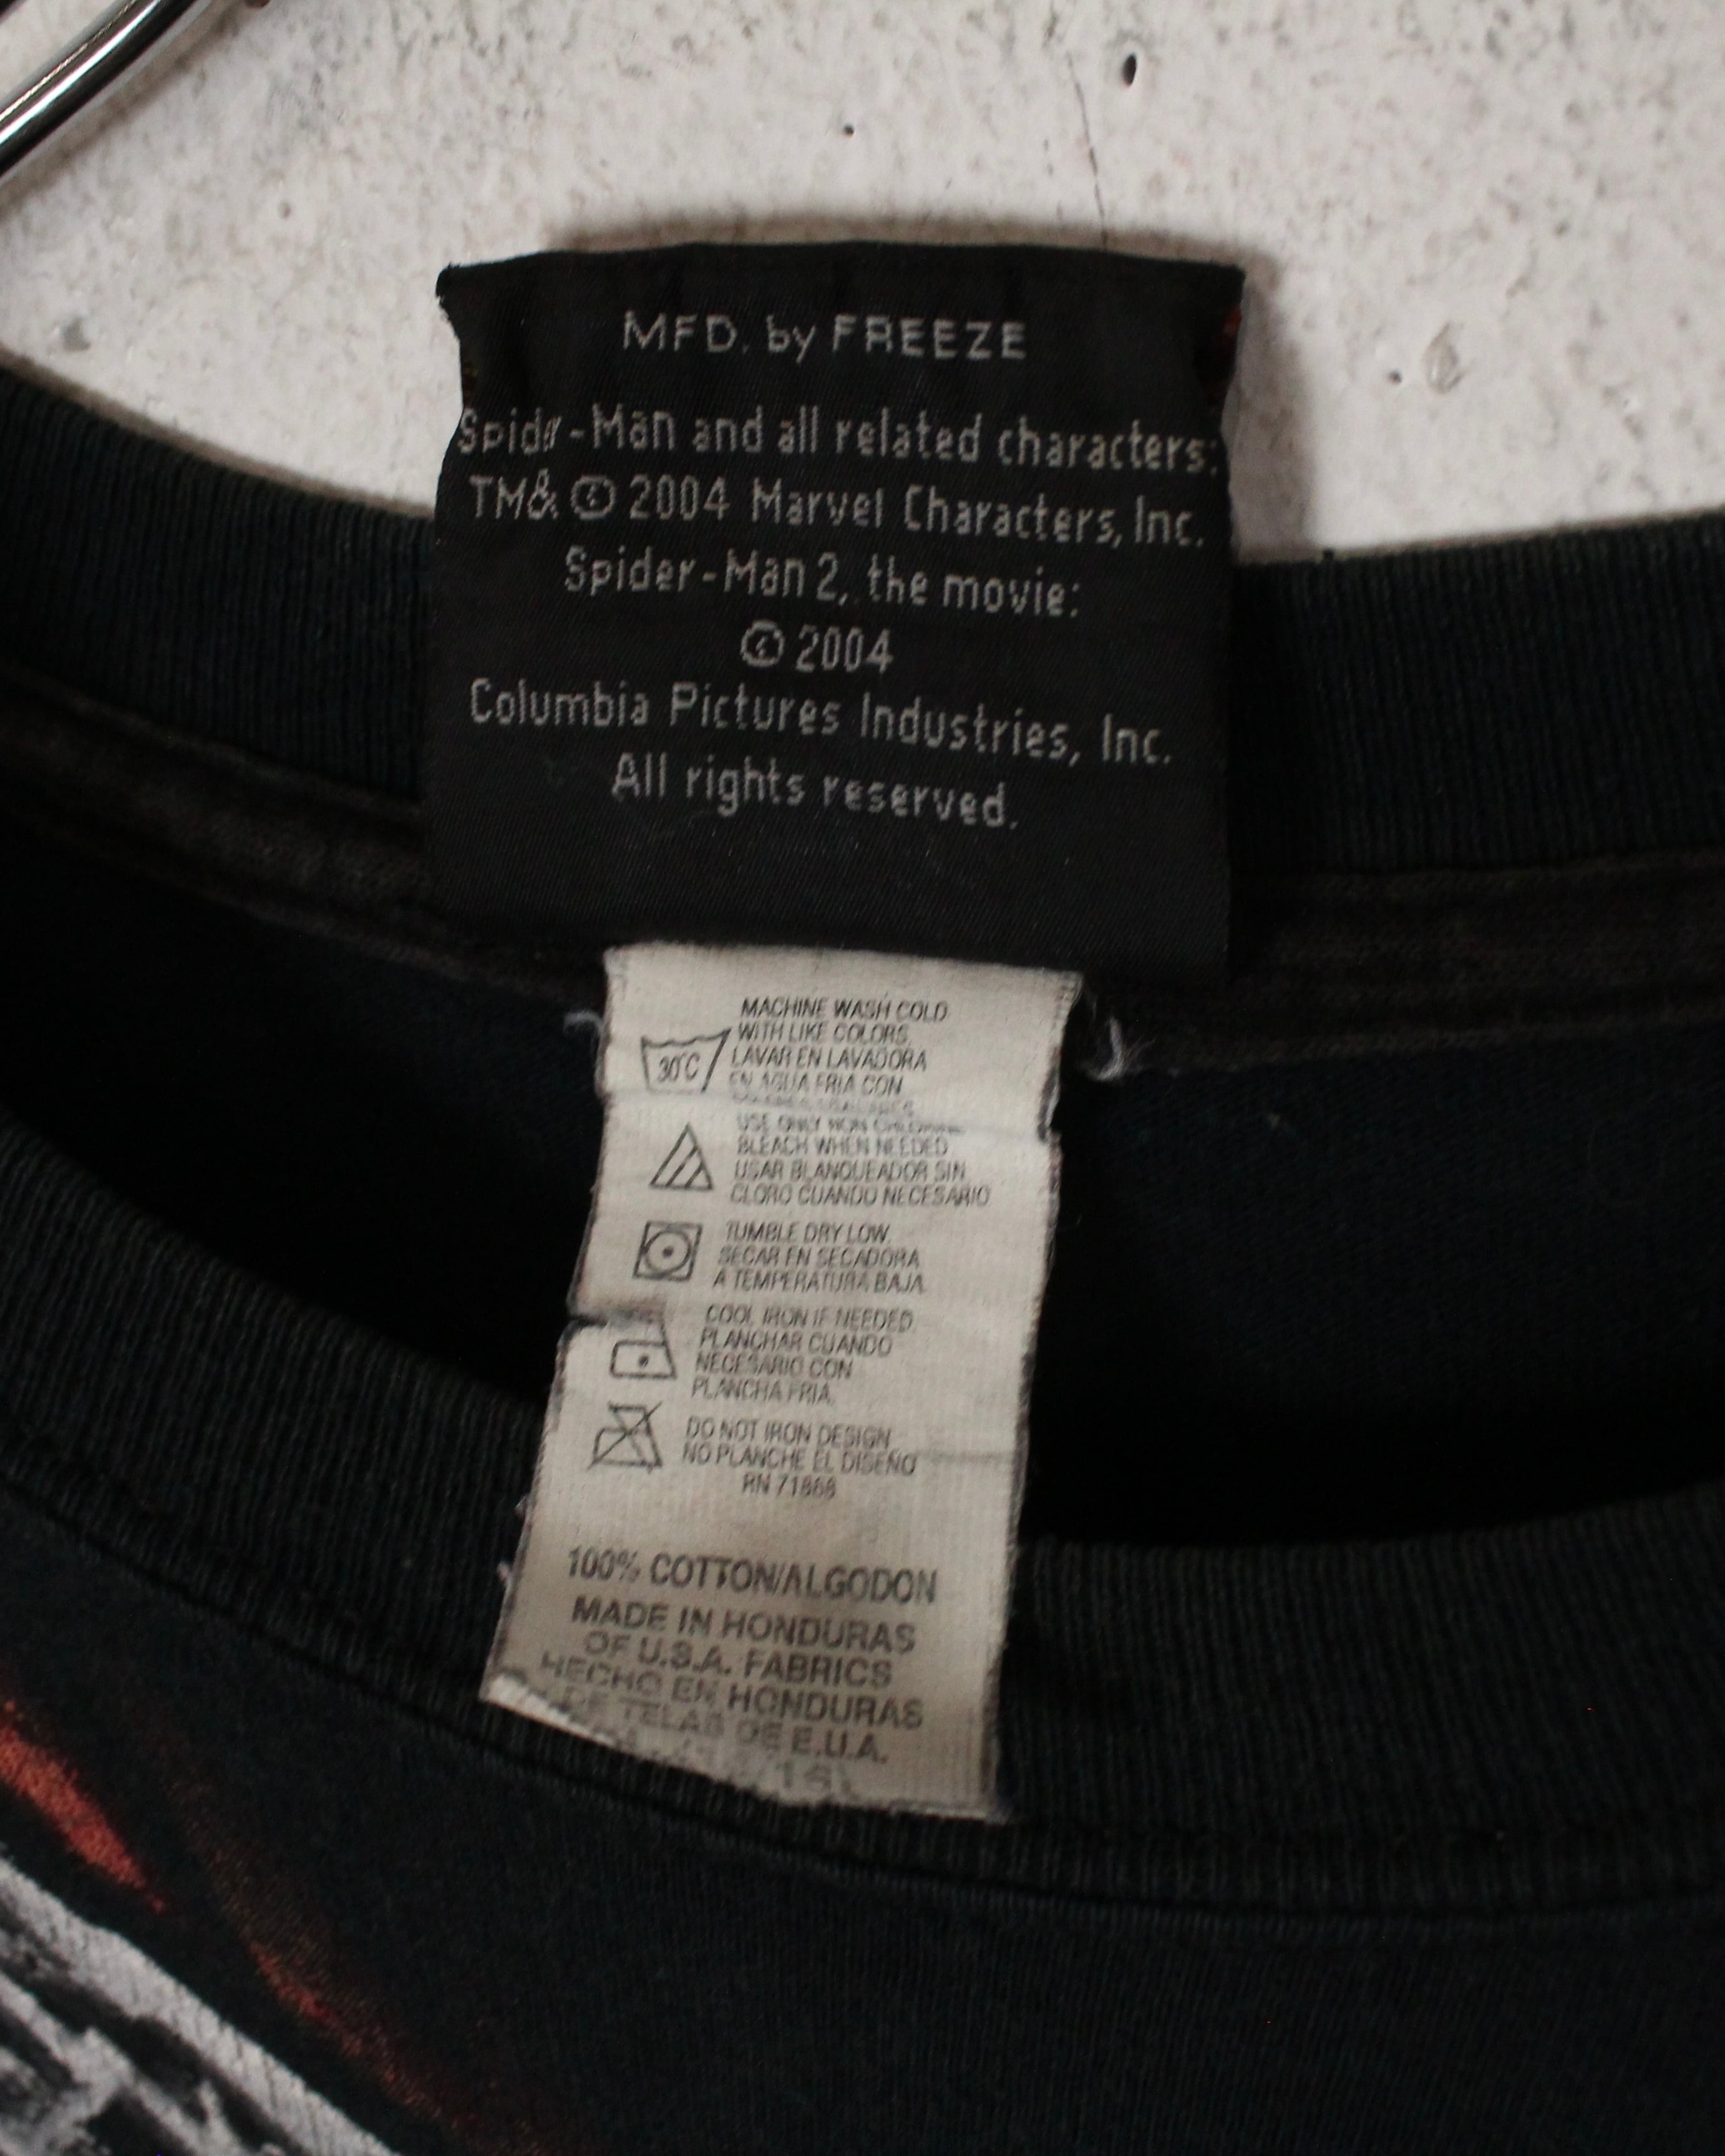 MFD. by FREEZE
Spider-Man and all related characters:
TM& © 2004 Marvel Characters, Inc.
Spider-Man 2, the movie:
© 2004
Columbia Pictures Industries, Inc.
All rights reserved.
30°C
MACHINE WASH COLD
WITH LIKE COLORS.
LAVAR EN LAVADORA
EN AGUA FRIA CON
USE ONLY NON CHLORINE
BLEACH WHEN NEEDED
USAR BLANQUEADOR SIN
CLORO CUANDO NECESARIO
TUMBLE DRY LOW.
SECAR EN SECADORA
A TEMPERATURA BAJA.
COOL IRON IF NEEDED.
PLANCHAR CUANDO
NECESARIO CON
PLANCHA FRIA.
DO NOT IRON DESIGN
NO PLANCHE EL DISEÑO
RN 71868
100% COTTON/ALGODON
MADE IN HONDURAS
OF U.S.A. FABRICS
HECHO EN HONDURAS
DE TELAS DE E.U.A.